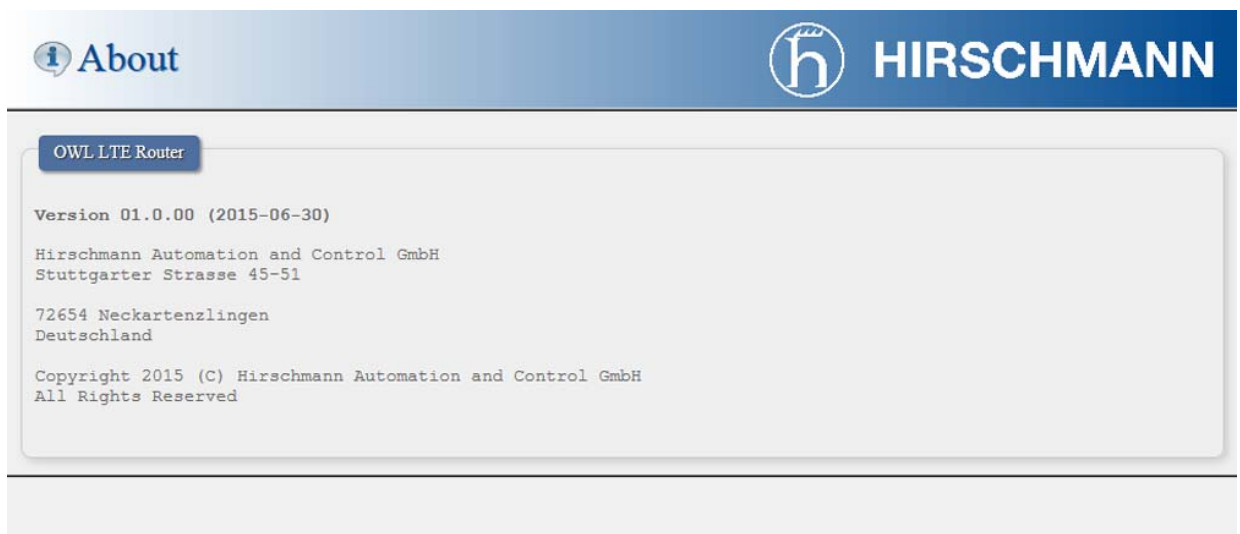 About
HIRSCHMANN
OWL LTE Router
Version 01.0.00 (2015-06-30)
Hirschmann Automation and Control GmbH
Stuttgarter Strasse 45-51
72654 Neckartenzlingen
Deutschland
Copyright 2015 (C) Hirschmann Automation and Control GmbH
All Rights Reserved